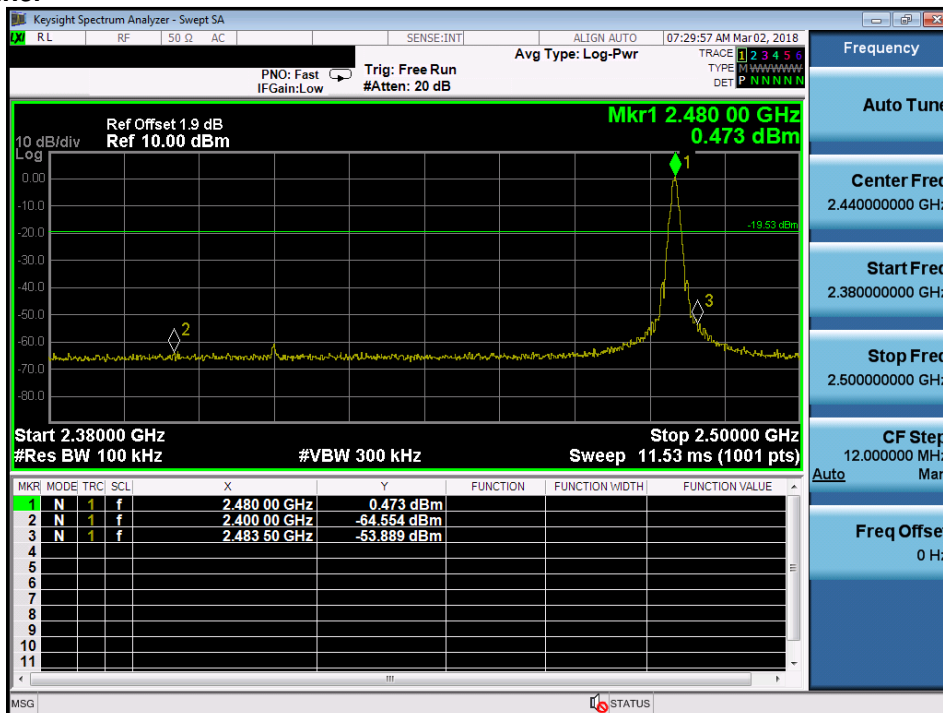 Keysight Spectrum Analyzer - Swept SA
LXI RL RF 50 Ω AC SENSE:INT ALIGN AUTO 07:29:57 AM Mar 02, 2018
Avg Type: Log-Pwr TRACE 1 2 3 4 5 6
PNO: Fast Trig: Free Run TYPE M WWWWW
IFGain:Low #Atten: 20 dB DET P N N N N N
Frequency
Mkr1 2.480 00 GHz
0.473 dBm
Ref Offset 1.9 dB
10 dB/div Ref 10.00 dBm
Log
0.00
-10.0
-20.0
-30.0
-40.0
-50.0
-60.0
-70.0
-80.0
1
-19.53 dBm
2
3
Start 2.38000 GHz Stop 2.50000 GHz
#Res BW 100 kHz #VBW 300 kHz Sweep 11.53 ms (1001 pts)
MKR MODE TRC SCL X Y FUNCTION FUNCTION WIDTH FUNCTION VALUE
1 N 1 f 2.480 00 GHz 0.473 dBm
2 N 1 f 2.400 00 GHz -64.554 dBm
3 N 1 f 2.483 50 GHz -53.889 dBm
4
5
6
7
8
9
10
11
MSG STATUS
Auto Tune
Center Freq
2.440000000 GHz
Start Freq
2.380000000 GHz
Stop Freq
2.500000000 GHz
CF Step
12.000000 MHz
Auto Man
Freq Offset
0 Hz